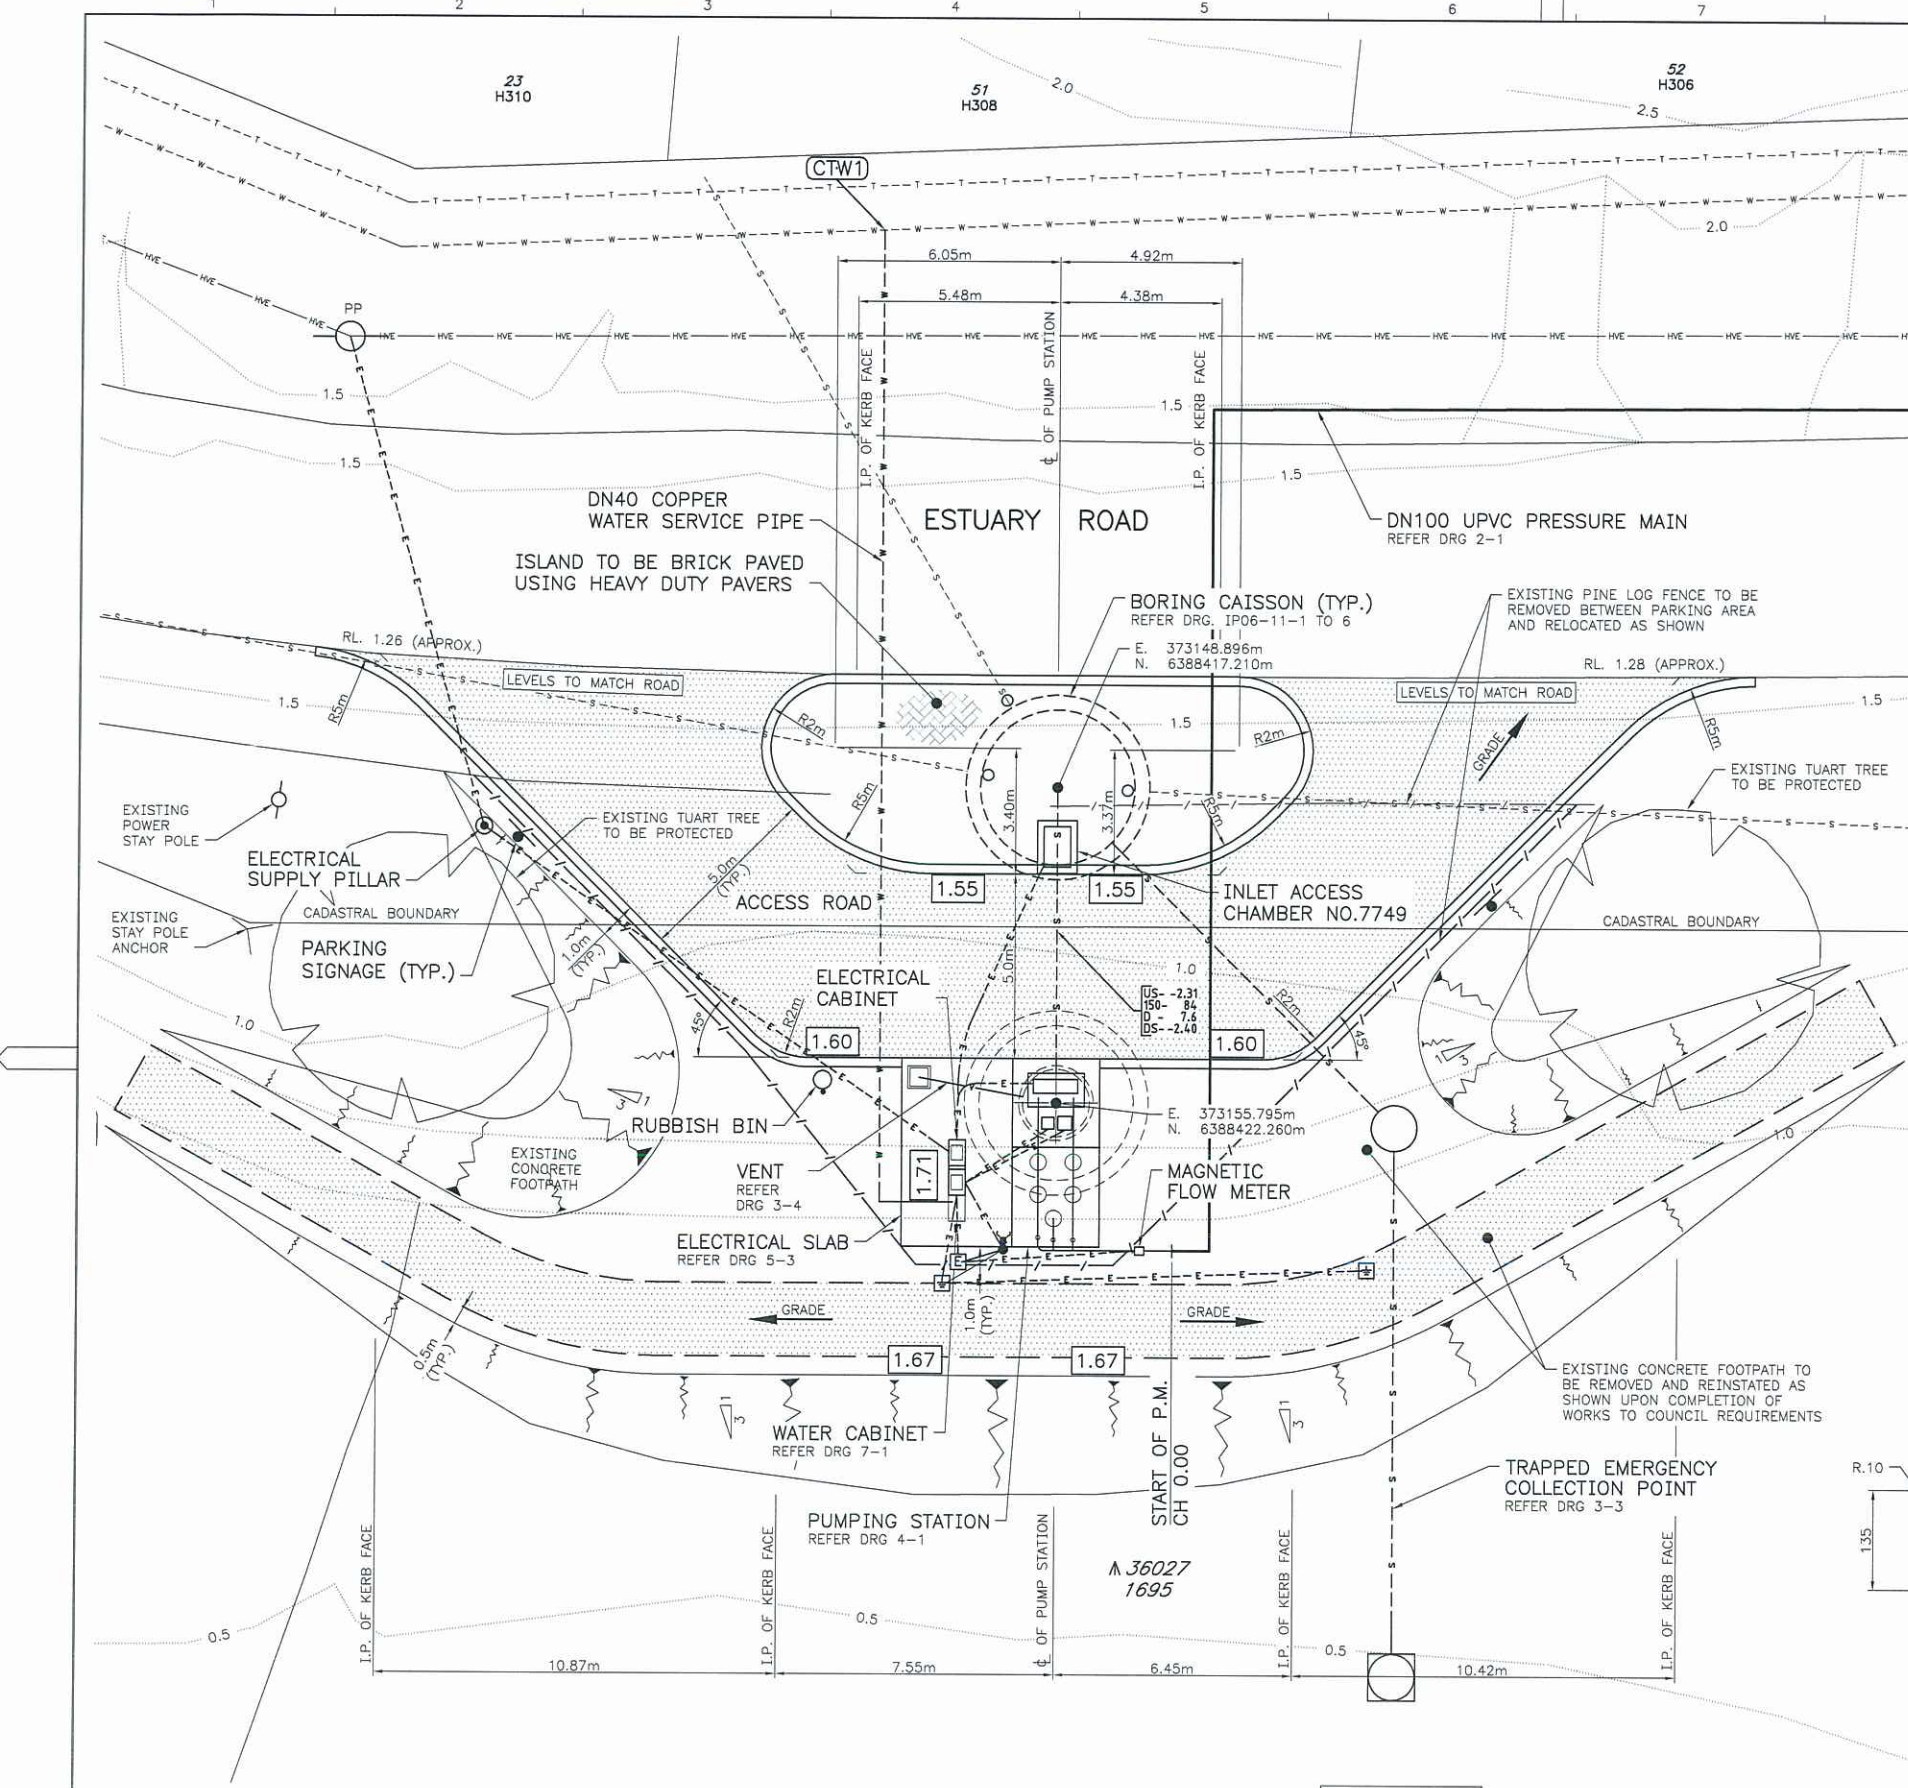 2 3 4 5 6 7
23
H310
51
H308
52
H306
2.0
2.5
CTW1
2.0
6.05m 4.92m
5.48m 4.38m
PP
HVE
1.5
1.5
1.5
1.5
I.P. OF KERB FACE
℄ OF PUMP STATION
I.P. OF KERB FACE
DN40 COPPER
WATER SERVICE PIPE
ESTUARY ROAD
DN100 UPVC PRESSURE MAIN
REFER DRG 2-1
ISLAND TO BE BRICK PAVED
USING HEAVY DUTY PAVERS
BORING CAISSON (TYP.)
REFER DRG. IP06-11-1 TO 6
EXISTING PINE LOG FENCE TO BE
REMOVED BETWEEN PARKING AREA
AND RELOCATED AS SHOWN
E. 373148.896m
N. 6388417.210m
RL. 1.26 (APPROX.)
RL. 1.28 (APPROX.)
LEVELS TO MATCH ROAD
LEVELS TO MATCH ROAD
R5m
1.5
R2m
1.5
R2m
GRADE
R5m
1.5
EXISTING TUART TREE
TO BE PROTECTED
EXISTING
POWER
STAY POLE
EXISTING TUART TREE
TO BE PROTECTED
R5m
3.40m
3.37m
R5m
ELECTRICAL
SUPPLY PILLAR
5.0m
(TYP.)
ACCESS ROAD
1.55
1.55
INLET ACCESS
CHAMBER NO.7749
CADASTRAL BOUNDARY
CADASTRAL BOUNDARY
EXISTING
STAY POLE
ANCHOR
PARKING
SIGNAGE (TYP.)
1.0m
(TYP.)
ELECTRICAL
CABINET
5.0m
1.0
US- -2.31
150- 84
D - 7.6
DS- -2.40
R2m
1.0
45°
R2m
1.60
1.60
45°
1
3
1
3
RUBBISH BIN
E. 373155.795m
N. 6388422.260m
1.0
EXISTING
CONCRETE
FOOTPATH
VENT
REFER
DRG 3-4
1.71
MAGNETIC
FLOW METER
ELECTRICAL SLAB
REFER DRG 5-3
GRADE
1.0m
(TYP.)
GRADE
0.5m
(TYP.)
1.67
1.67
EXISTING CONCRETE FOOTPATH TO
BE REMOVED AND REINSTATED AS
SHOWN UPON COMPLETION OF
WORKS TO COUNCIL REQUIREMENTS
1
3
1
3
WATER CABINET
REFER DRG 7-1
START OF P.M.
CH 0.00
TRAPPED EMERGENCY
COLLECTION POINT
REFER DRG 3-3
R.10
135
PUMPING STATION
REFER DRG 4-1
36027
1695
I.P. OF KERB FACE
I.P. OF KERB FACE
℄ OF PUMP STATION
I.P. OF KERB FACE
I.P. OF KERB FACE
0.5
0.5
0.5
10.87m 7.55m 6.45m 10.42m